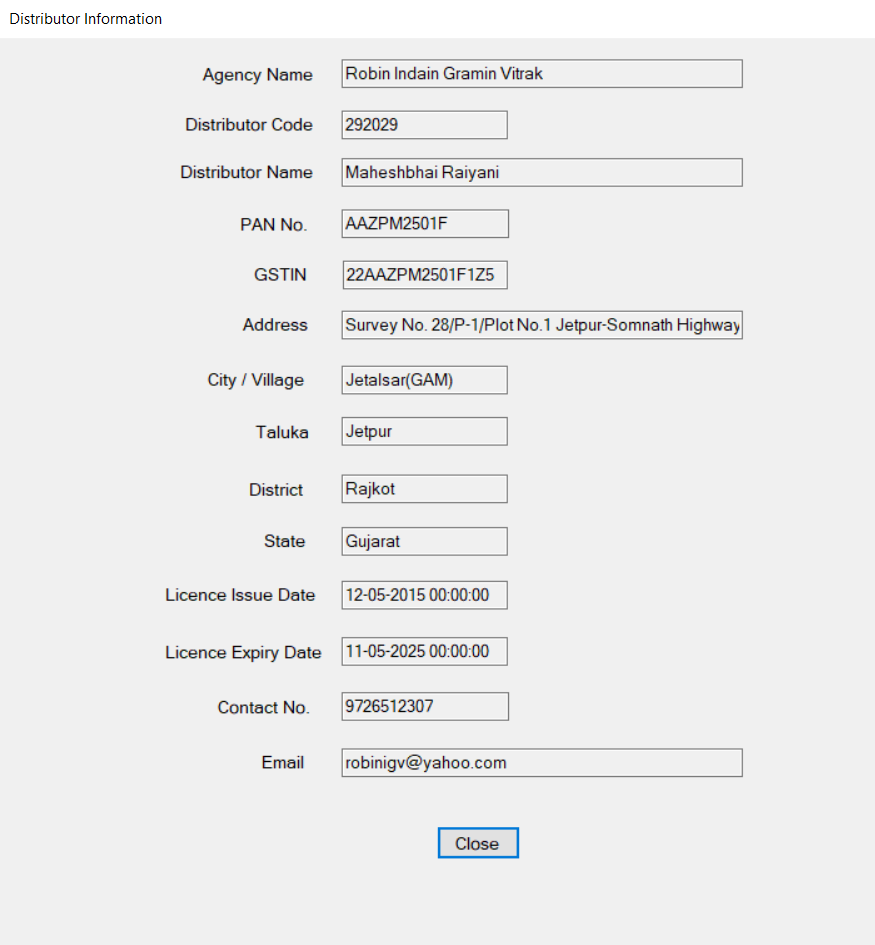 Distributor Information
Agency Name Robin Indain Gramin Vitrak
Distributor Code 292029
Distributor Name Maheshbhai Raiyani
PAN No. AAZPM2501F
GSTIN 22AAZPM2501F1Z5
Address Survey No. 28/P-1/Plot No.1 Jetpur-Somnath Highway
City / Village Jetalsar(GAM)
Taluka Jetpur
District Rajkot
State Gujarat
Licence Issue Date 12-05-2015 00:00:00
Licence Expiry Date 11-05-2025 00:00:00
Contact No. 9726512307
Email robinigv@yahoo.com
Close